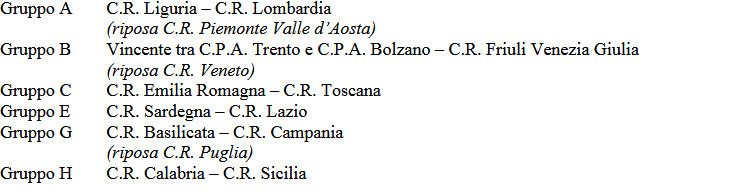 Gruppo A C.R. Liguria – C.R. Lombardia
(riposa C.R. Piemonte Valle d'Aosta)
Gruppo B Vincente tra C.P.A. Trento e C.P.A. Bolzano – C.R. Friuli Venezia Giulia
(riposa C.R. Veneto)
Gruppo C C.R. Emilia Romagna – C.R. Toscana
Gruppo E C.R. Sardegna – C.R. Lazio
Gruppo G C.R. Basilicata – C.R. Campania
(riposa C.R. Puglia)
Gruppo H C.R. Calabria – C.R. Sicilia